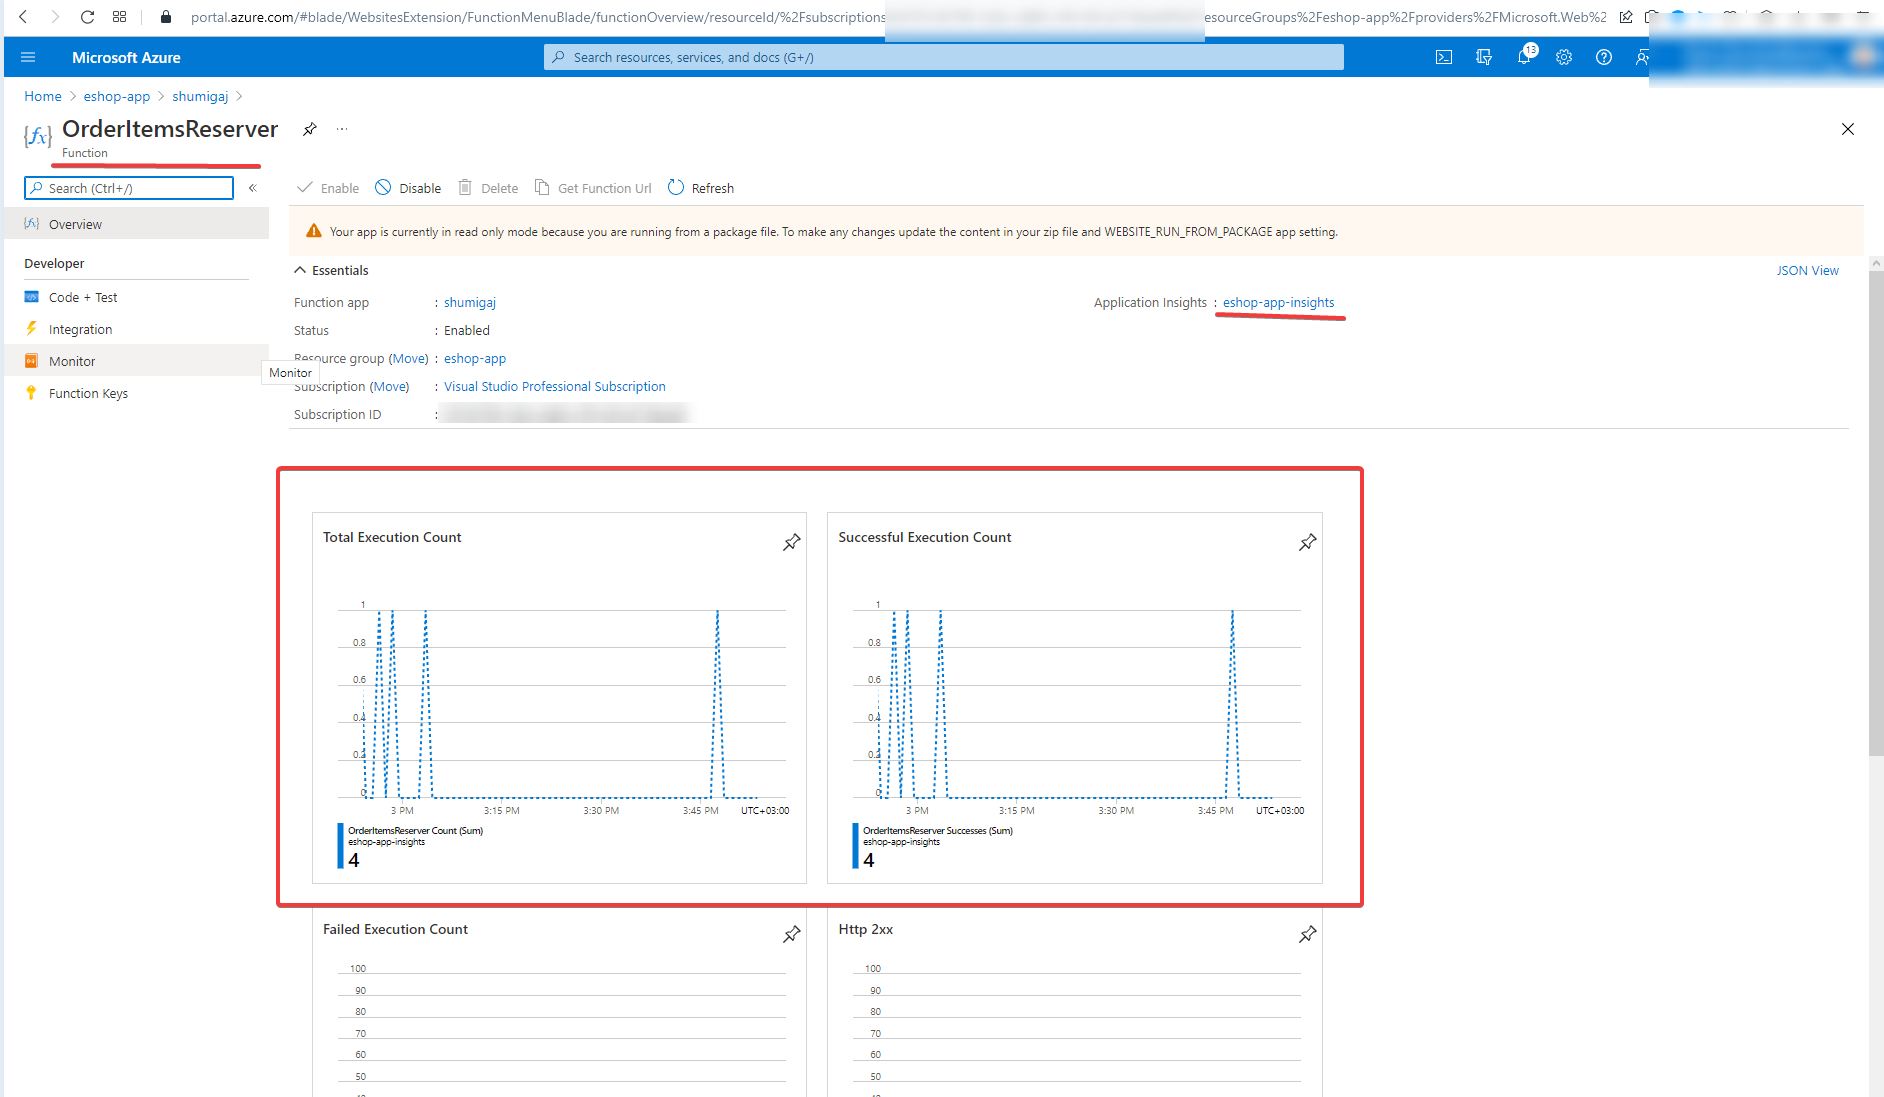 portal.azure.com/#blade/WebsitesExtension/FunctionMenuBlade/functionOverview/resourceId/%2Fsubscriptions
esourceGroups%2Feshop-app%2Fproviders%2FMicrosoft.Web%2
Microsoft Azure
Search resources, services, and docs (G+/)
13
Home > eshop-app > shumigaj >
OrderItemsReserver
...
Function
Search (Ctrl+/)
«
Enable
Disable
Delete
Get Function Url
Refresh
Overview
Your app is currently in read only mode because you are running from a package file. To make any changes update the content in your zip file and WEBSITE_RUN_FROM_PACKAGE app setting.
Developer
Essentials
JSON View
Code + Test
Function app : shumigaj
Application Insights : eshop-app-insights
Integration
Status : Enabled
Monitor
Resource group (Move) : eshop-app
Monitor
Subscription (Move) : Visual Studio Professional Subscription
Function Keys
Subscription ID :
Total Execution Count
1
0.8
0.6
0.4
0.2
0
3 PM 3:15 PM 3:30 PM 3:45 PM UTC+03:00
OrderItemsReserver Count (Sum)
eshop-app-insights
4
Successful Execution Count
1
0.8
0.6
0.4
0.2
0
3 PM 3:15 PM 3:30 PM 3:45 PM UTC+03:00
OrderItemsReserver Successes (Sum)
eshop-app-insights
4
Failed Execution Count
100
90
80
70
60
50
Http 2xx
100
90
80
70
60
50